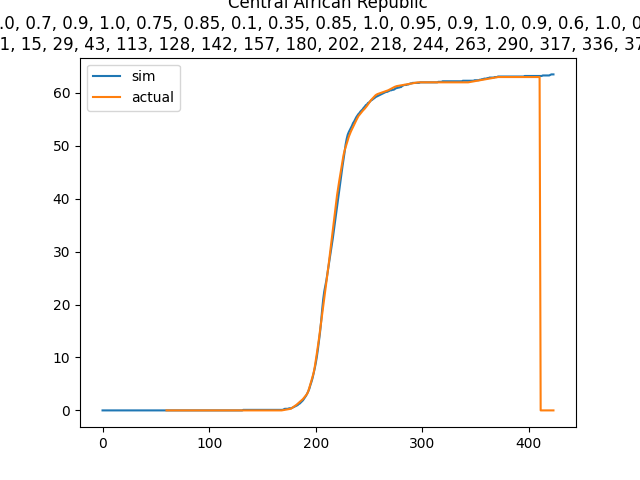 Central African Republic
.0, 0.7, 0.9, 1.0, 0.75, 0.85, 0.1, 0.35, 0.85, 1.0, 0.95, 0.9, 1.0, 0.9, 0.6, 1.0, 0
1, 15, 29, 43, 113, 128, 142, 157, 180, 202, 218, 244, 263, 290, 317, 336, 37
sim
actual
60
50
40
30
20
10
0
0 100 200 300 400